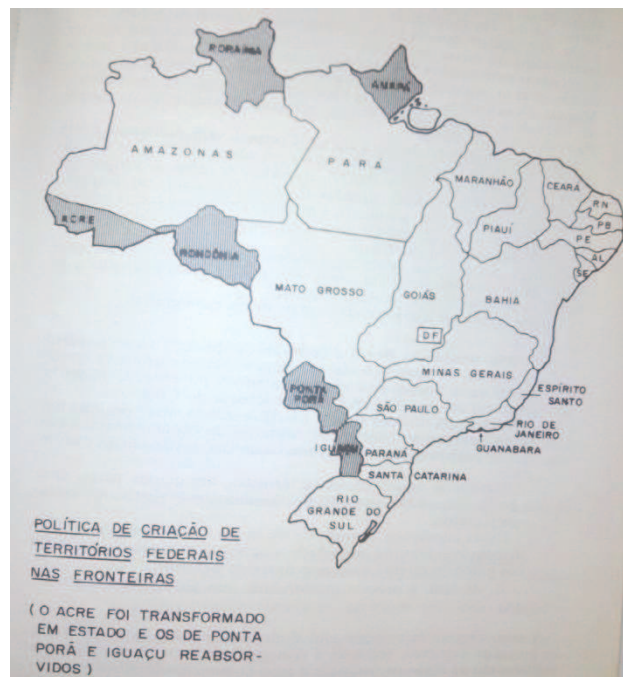 RORAIMA
AMAPÁ
AMAZONAS
PARÁ
MARANHÃO
CEARÁ
RN
PB
PIAUÍ
PE
AL
SE
ACRE
RONDÔNIA
MATO GROSSO
GOIÁS
BAHIA
DF
MINAS GERAIS
PONTA
PORÃ
ESPÍRITO
SANTO
SÃO PAULO
RIO DE
JANEIRO
GUANABARA
IGUAÇU
PARANÁ
SANTA CATARINA
RIO
GRANDE DO
SUL
POLÍTICA DE CRIAÇÃO DE
TERRITÓRIOS FEDERAIS
NAS FRONTEIRAS
(O ACRE FOI TRANSFORMADO
EM ESTADO E OS DE PONTA
PORÃ E IGUAÇU REABSOR-
VIDOS)